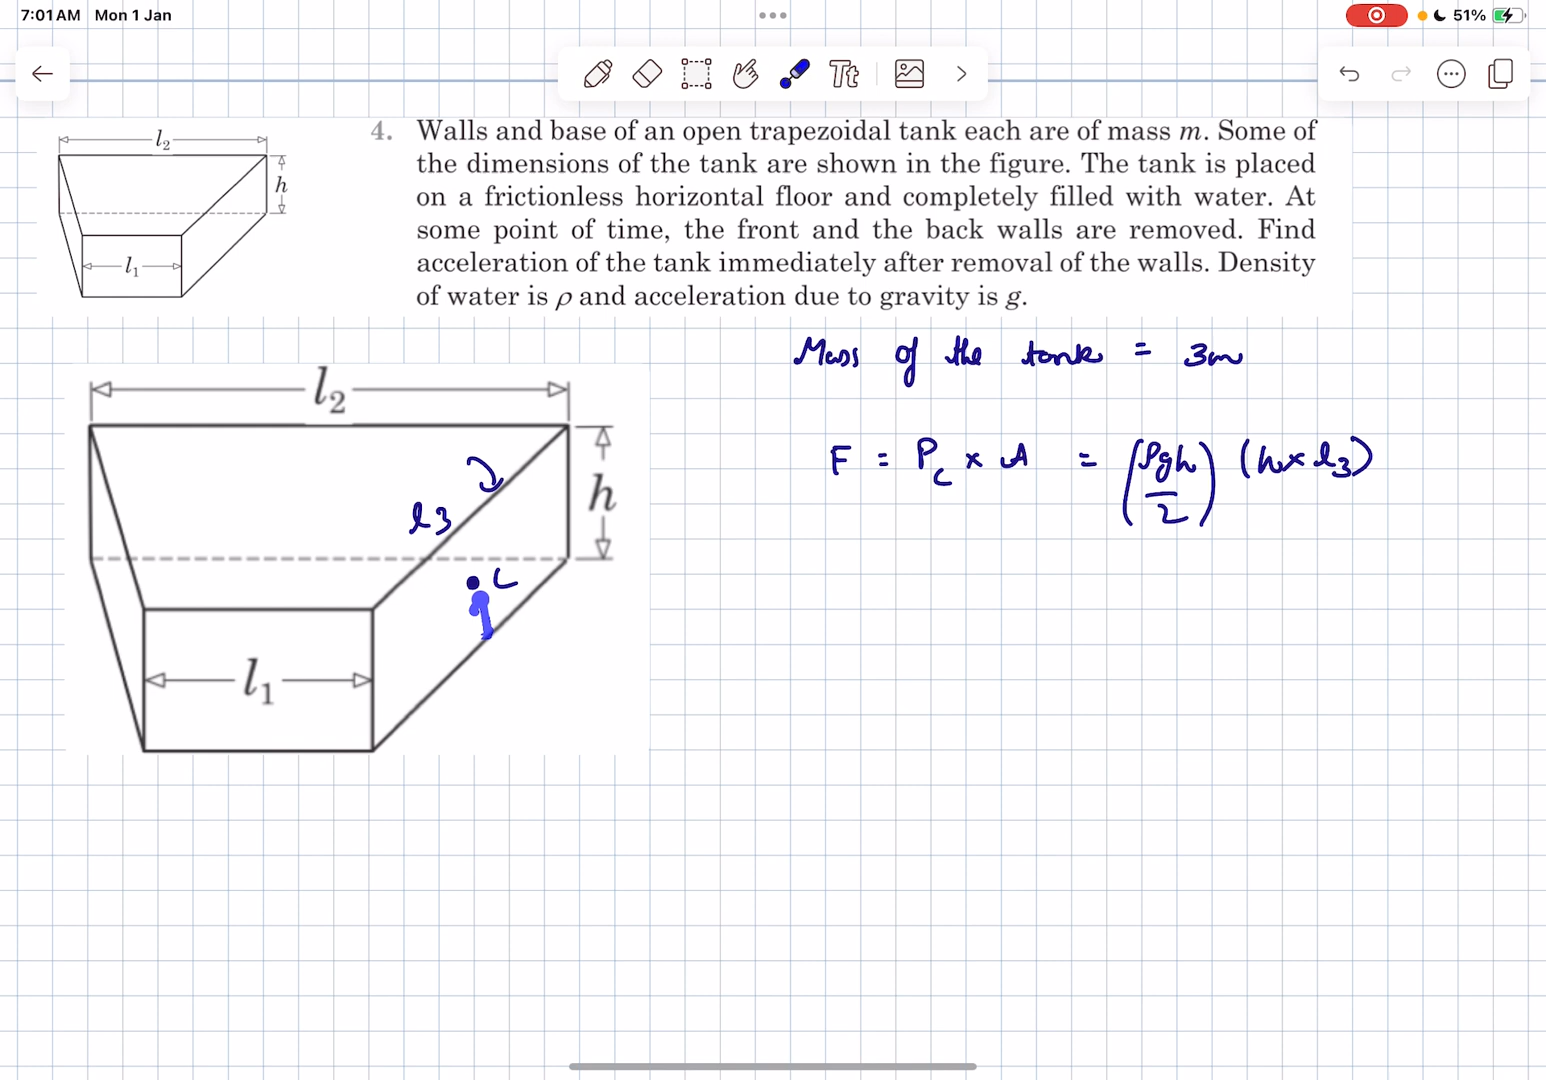 7:01 AM Mon 1 Jan
51%
Tt
l₂
h
l₁
4. Walls and base of an open trapezoidal tank each are of mass m. Some of
the dimensions of the tank are shown in the figure. The tank is placed
on a frictionless horizontal floor and completely filled with water. At
some point of time, the front and the back walls are removed. Find
acceleration of the tank immediately after removal of the walls. Density
of water is ρ and acceleration due to gravity is g.
Mass of the tank = 3m
F = P_c × A = (ρgh/2) (h × l₃)
l₂
h
l₃
C
l₁